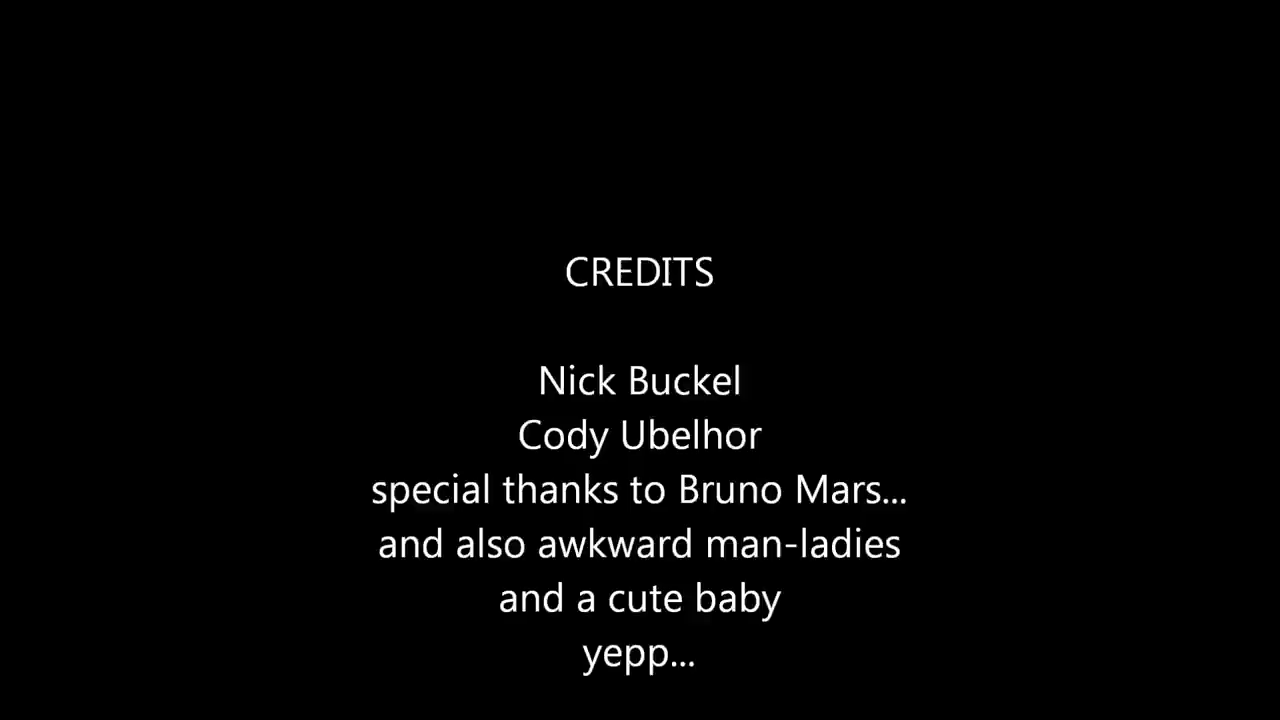 CREDITS
Nick Buckel
Cody Ubelhor
special thanks to Bruno Mars...
and also awkward man-ladies
and a cute baby
yepp...